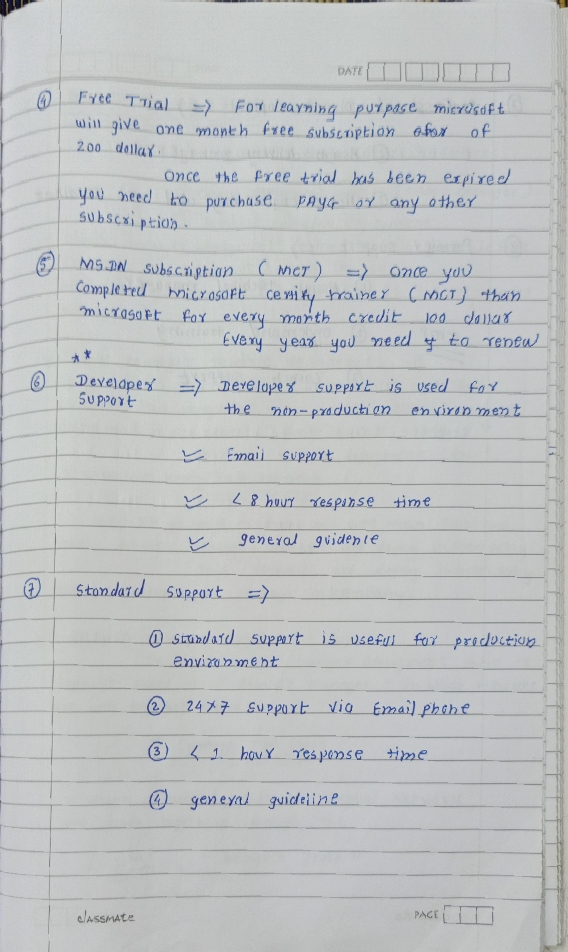 DATE
④ Free Trial => For learning purpose microsoft
will give one month free subscription of
200 dollar.
once the free trial has been expired
you need to purchase PAYG or any other
subscription.
⑤ MSDN subscription (MCT) => once you
completed microsoft (MCT) than
microsoft for every month credit 100 dollar
Every year you need to renew
**
⑥ Developer => Developer support is used for
Support the non-production environment
Email support
< 8 hour response time
general guidence
⑦ Standard support =>
① standard support is useful for production
environment
② 24x7 support via Email phone
③ < 1. hour response time
④ general guideline
classmate PAGE